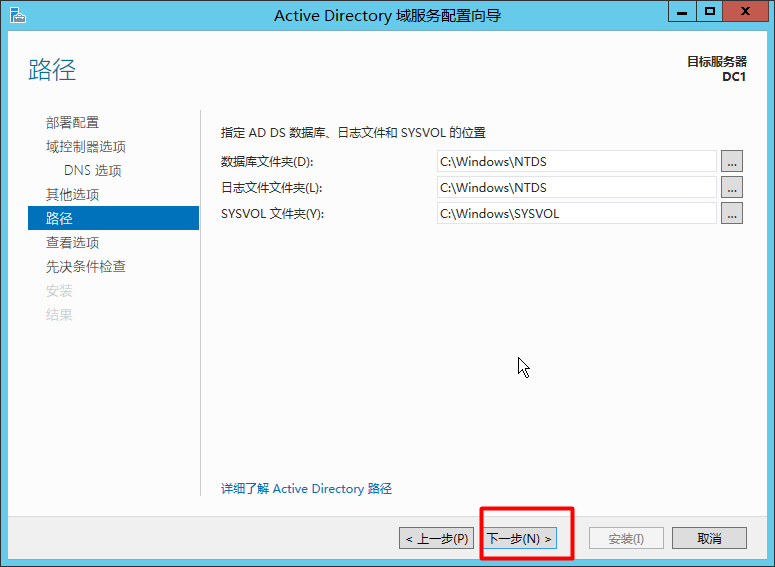 Active Directory 域服务配置向导
路径
目标服务器
DC1
部署配置
域控制器选项
DNS 选项
其他选项
路径
查看选项
先决条件检查
安装
结果
指定 AD DS 数据库、日志文件和 SYSVOL 的位置
数据库文件夹(D): C:\Windows\NTDS ...
日志文件文件夹(L): C:\Windows\NTDS ...
SYSVOL 文件夹(Y): C:\Windows\SYSVOL ...
详细了解 Active Directory 路径
< 上一步(P) 下一步(N) > 安装(I) 取消